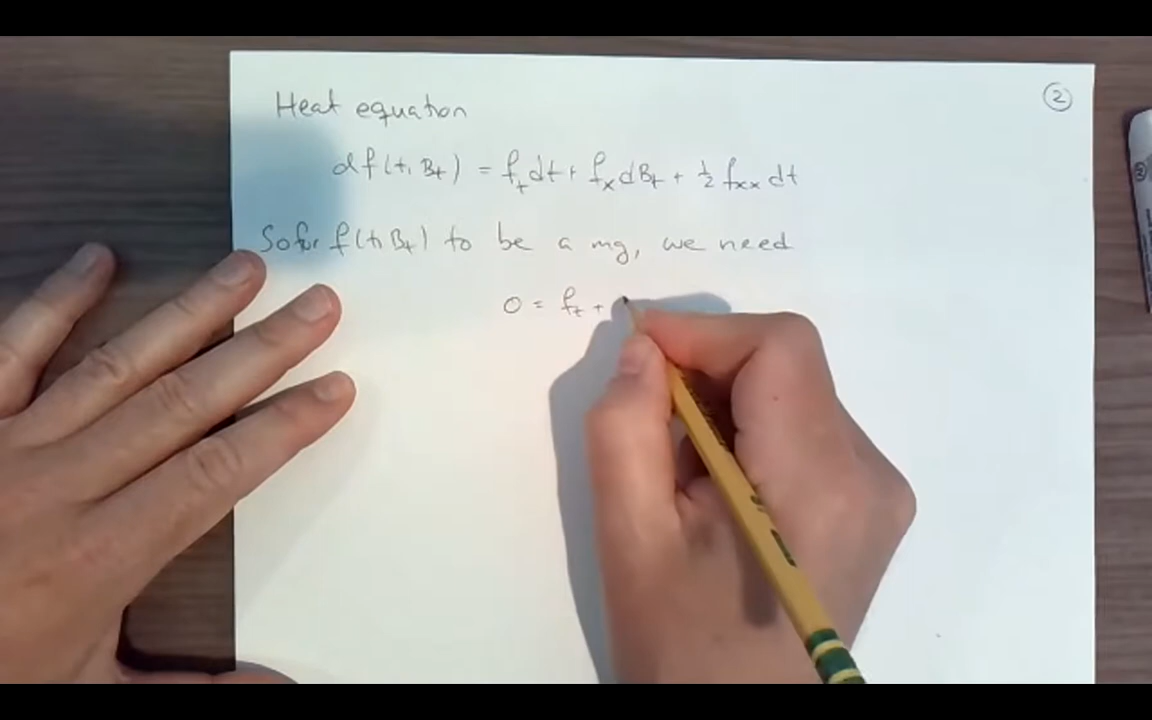 ②
Heat equation
df(t, Bt) = ft dt + fx dBt + ½ fxx dt
So for f(t, Bt) to be a mg, we need
0 = ft +